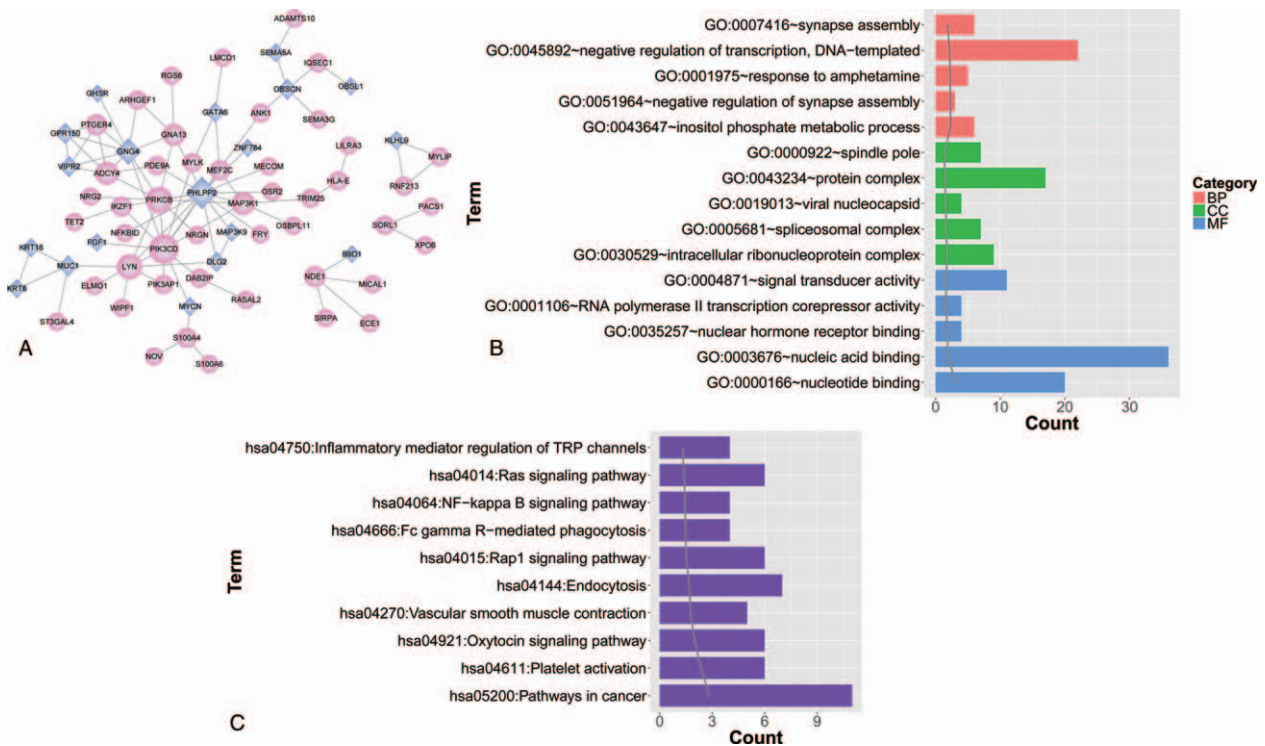 ADAMTS10
SEMA5A
LMCD1
IQSEC1
RGS6
OBSL1
OBSCN
GHSR
ARHGEF1
GATA6
ANK1
SEMA3G
PTGER4
GNA13
GPR150
GNG4
ZNF784
LILRA3
KLHL9
VIPR2
PDE9A
MYLK
MEF2C
MECOM
MYLIP
ADCY4
HLA-E
RNF213
NRG2
PRKCB
PHLPP2
OSR2
IKZF1
MAP3K1
TRIM25
PACS1
TET2
NFKBID
NRGN
MAP3K9
FRY
OSBPL11
SORL1
KRT16
FGF1
PIK3CD
XPO6
MUC1
LYN
DLG2
B9D1
KRT8
ELMO1
PIK3AP1
DAB2IP
NDE1
MICAL1
WIPF1
MYCN
RASAL2
ST3GAL4
SIRPA
ECE1
S100A4
NOV
S100A6
A
GO:0007416~synapse assembly
GO:0045892~negative regulation of transcription, DNA−templated
GO:0001975~response to amphetamine
GO:0051964~negative regulation of synapse assembly
GO:0043647~inositol phosphate metabolic process
GO:0000922~spindle pole
GO:0043234~protein complex
GO:0019013~viral nucleocapsid
GO:0005681~spliceosomal complex
GO:0030529~intracellular ribonucleoprotein complex
GO:0004871~signal transducer activity
GO:0001106~RNA polymerase II transcription corepressor activity
GO:0035257~nuclear hormone receptor binding
GO:0003676~nucleic acid binding
GO:0000166~nucleotide binding
Term
0 10 20 30
Count
Category
BP
CC
MF
B
hsa04750:Inflammatory mediator regulation of TRP channels
hsa04014:Ras signaling pathway
hsa04064:NF−kappa B signaling pathway
hsa04666:Fc gamma R−mediated phagocytosis
hsa04015:Rap1 signaling pathway
hsa04144:Endocytosis
hsa04270:Vascular smooth muscle contraction
hsa04921:Oxytocin signaling pathway
hsa04611:Platelet activation
hsa05200:Pathways in cancer
Term
0 3 6 9
Count
C